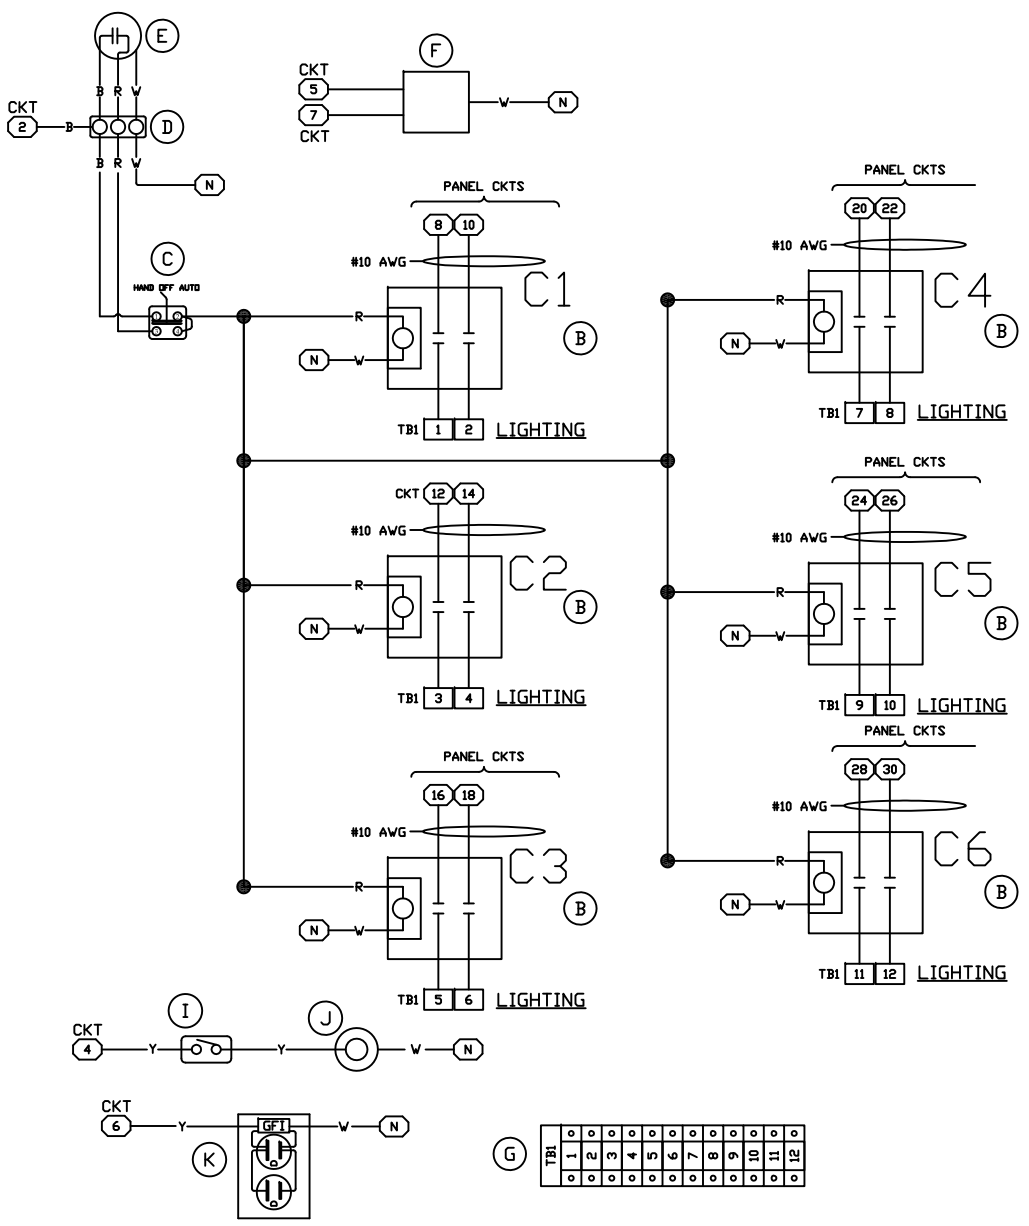 E
B R W
CKT
2 B D
B R W
N
C
HAND OFF AUTO
F
CKT
5
7
CKT
W N
PANEL CKTS
8 10
#10 AWG
C1
R
B
N W
TB1 1 2 LIGHTING
PANEL CKTS
20 22
#10 AWG
C4
R
B
N W
TB1 7 8 LIGHTING
CKT 12 14
#10 AWG
C2
R
B
N W
TB1 3 4 LIGHTING
PANEL CKTS
24 26
#10 AWG
C5
R
B
N W
TB1 9 10 LIGHTING
PANEL CKTS
16 18
#10 AWG
C3
R
B
N W
TB1 5 6 LIGHTING
PANEL CKTS
28 30
#10 AWG
C6
R
B
N W
TB1 11 12 LIGHTING
I J
CKT
4 Y Y W N
CKT
6 Y GFI W N
K
G
TB1 1 2 3 4 5 6 7 8 9 10 11 12